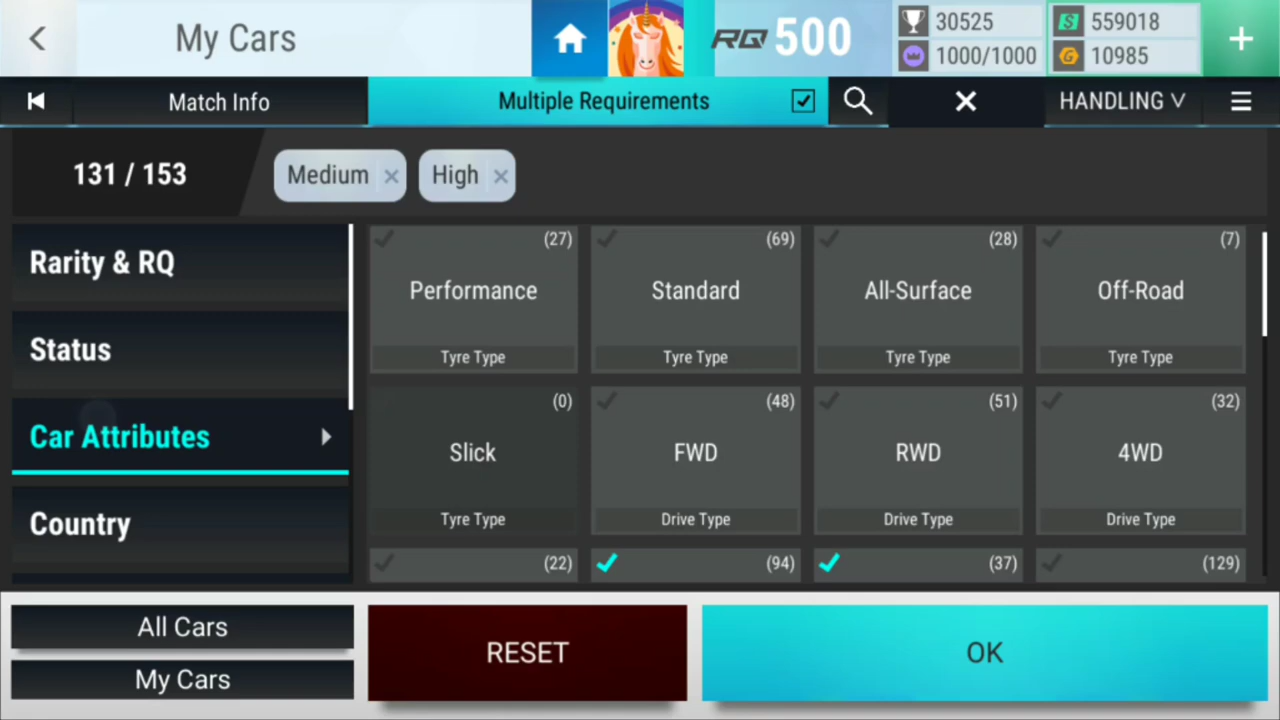 My Cars
RQ 500
30525
1000/1000
559018
10985
+
Match Info
Multiple Requirements
HANDLING
131 / 153
Medium ×
High ×
Rarity & RQ
Status
Car Attributes
Country
(27)
Performance
Tyre Type
(69)
Standard
Tyre Type
(28)
All-Surface
Tyre Type
(7)
Off-Road
Tyre Type
(0)
Slick
Tyre Type
(48)
FWD
Drive Type
(51)
RWD
Drive Type
(32)
4WD
Drive Type
(22)
(94)
(37)
(129)
All Cars
My Cars
RESET
OK